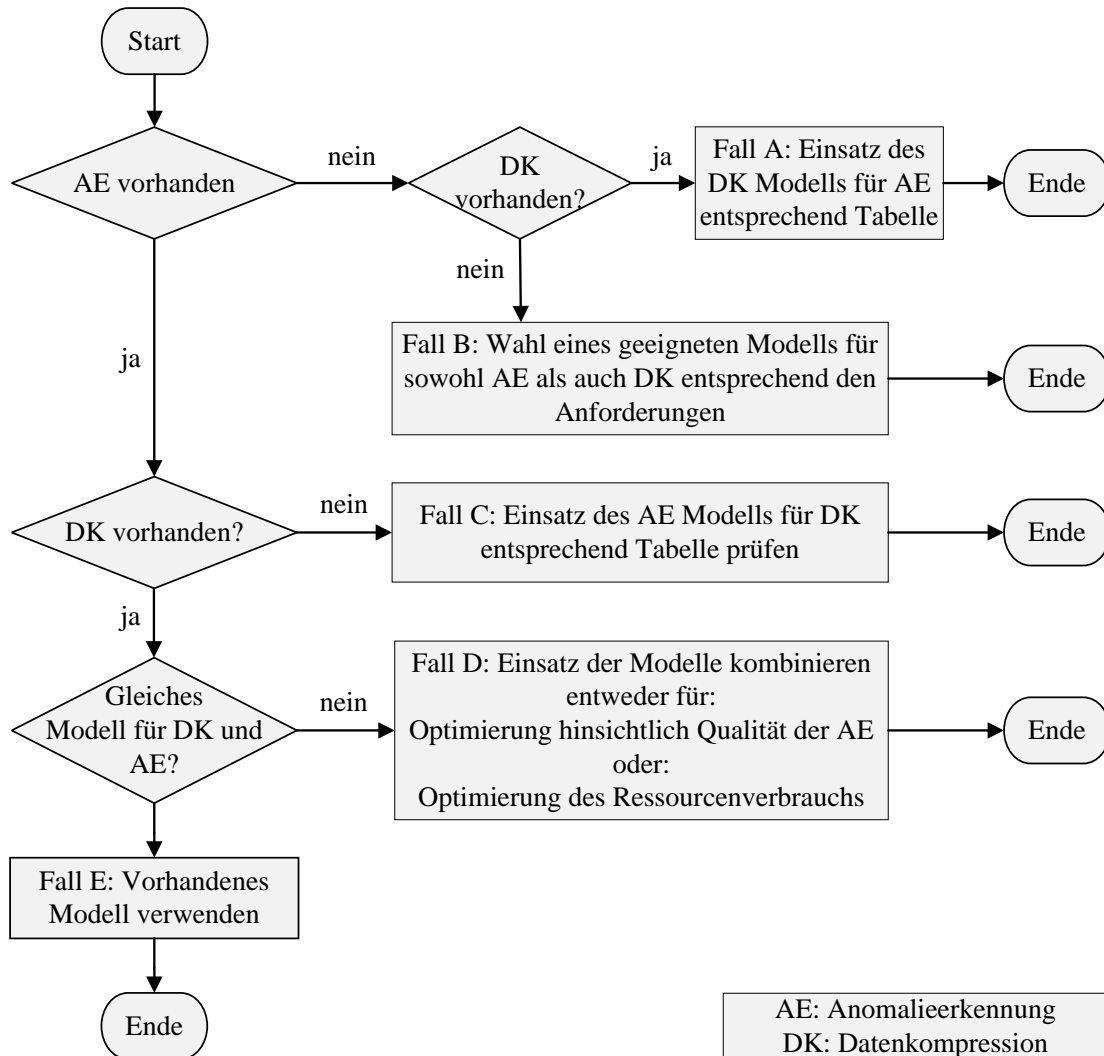 Start
AE vorhanden
nein
DK
vorhanden?
ja
Fall A: Einsatz des
DK Modells für AE
entsprechend Tabelle
Ende
nein
Fall B: Wahl eines geeigneten Modells für
sowohl AE als auch DK entsprechend den
Anforderungen
Ende
ja
DK vorhanden?
nein
Fall C: Einsatz des AE Modells für DK
entsprechend Tabelle prüfen
Ende
ja
Gleiches
Modell für DK und
AE?
nein
Fall D: Einsatz der Modelle kombinieren
entweder für:
Optimierung hinsichtlich Qualität der AE
oder:
Optimierung des Ressourcenverbrauchs
Ende
Fall E: Vorhandenes
Modell verwenden
Ende
AE: Anomalieerkennung
DK: Datenkompression